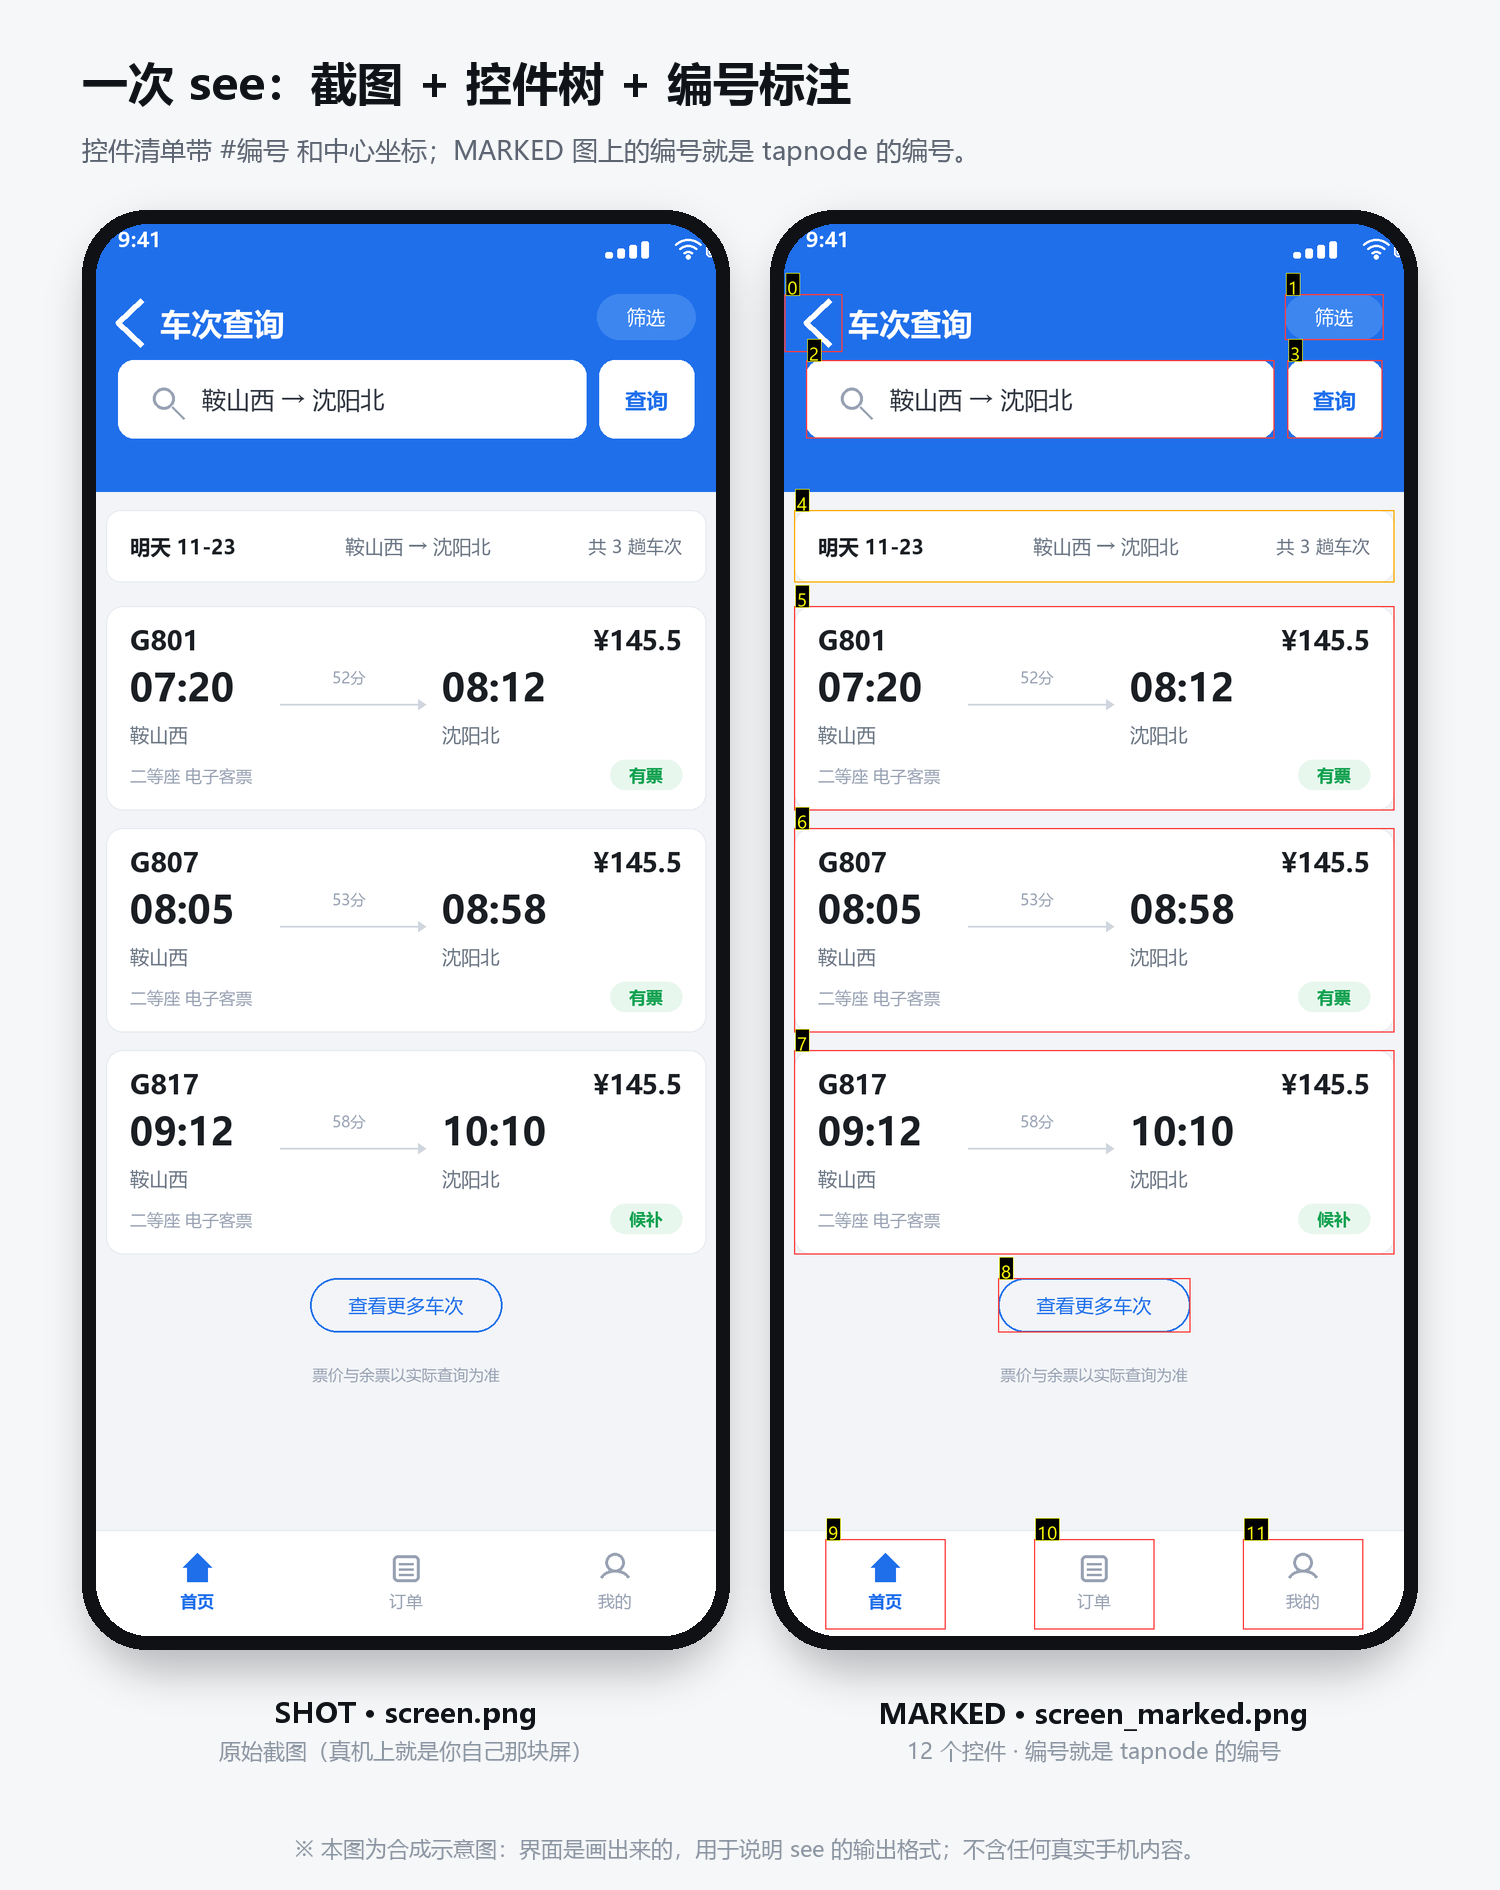 一次 see：截图 + 控件树 + 编号标注
控件清单带 #编号 和中心坐标；MARKED 图上的编号就是 tapnode 的编号。
9:41
车次查询
筛选
鞍山西 → 沈阳北
查询
明天 11-23
鞍山西 → 沈阳北
共 3 趟车次
G801
¥145.5
07:20
52分
08:12
鞍山西
沈阳北
二等座 电子客票
有票
G807
¥145.5
08:05
53分
08:58
鞍山西
沈阳北
二等座 电子客票
有票
G817
¥145.5
09:12
58分
10:10
鞍山西
沈阳北
二等座 电子客票
候补
查看更多车次
票价与余票以实际查询为准
首页
订单
我的
SHOT • screen.png
原始截图（真机上就是你自己那块屏）
9:41
0
车次查询
1
筛选
2
鞍山西 → 沈阳北
3
查询
4
明天 11-23
鞍山西 → 沈阳北
共 3 趟车次
5
G801
¥145.5
07:20
52分
08:12
鞍山西
沈阳北
二等座 电子客票
有票
6
G807
¥145.5
08:05
53分
08:58
鞍山西
沈阳北
二等座 电子客票
有票
7
G817
¥145.5
09:12
58分
10:10
鞍山西
沈阳北
二等座 电子客票
候补
8
查看更多车次
票价与余票以实际查询为准
9
首页
10
订单
11
我的
MARKED • screen_marked.png
12 个控件 · 编号就是 tapnode 的编号
※ 本图为合成示意图：界面是画出来的，用于说明 see 的输出格式；不含任何真实手机内容。